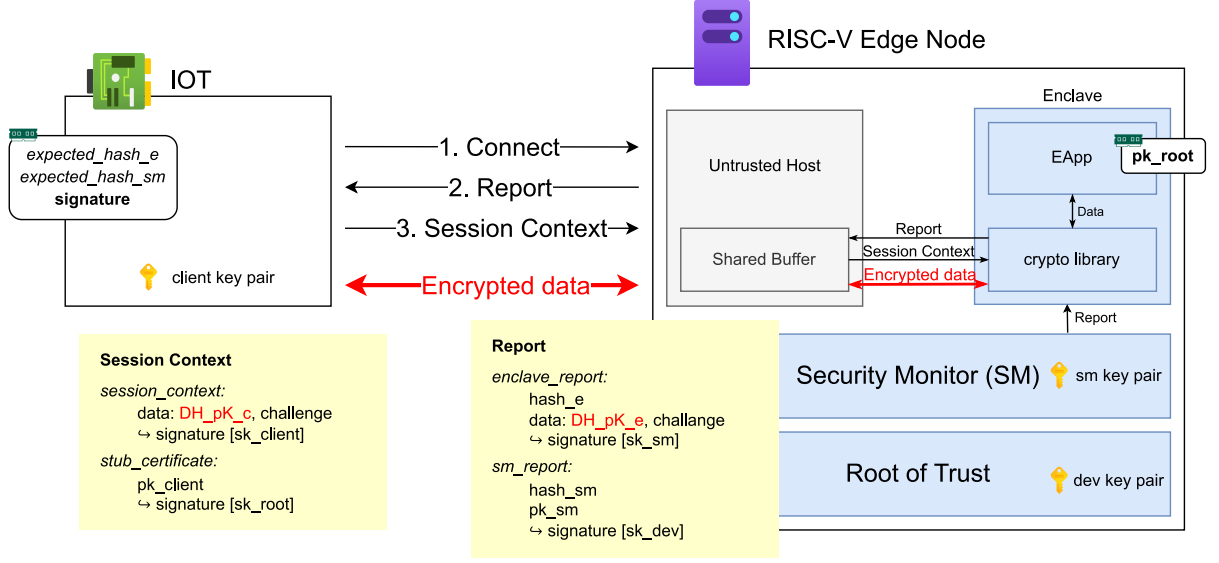 RISC-V Edge Node
IOT
expected_hash_e
expected_hash_sm
signature
client key pair
1. Connect
2. Report
3. Session Context
Encrypted data
Untrusted Host
Shared Buffer
Report
Session Context
Encrypted data
Enclave
EApp
pk_root
Data
crypto library
Report
Security Monitor (SM)
sm key pair
Root of Trust
dev key pair
Session Context
session_context:
data: DH_pK_c, challenge
↪ signature [sk_client]
stub_certificate:
pk_client
↪ signature [sk_root]
Report
enclave_report:
hash_e
data: DH_pK_e, challange
↪ signature [sk_sm]
sm_report:
hash_sm
pk_sm
↪ signature [sk_dev]